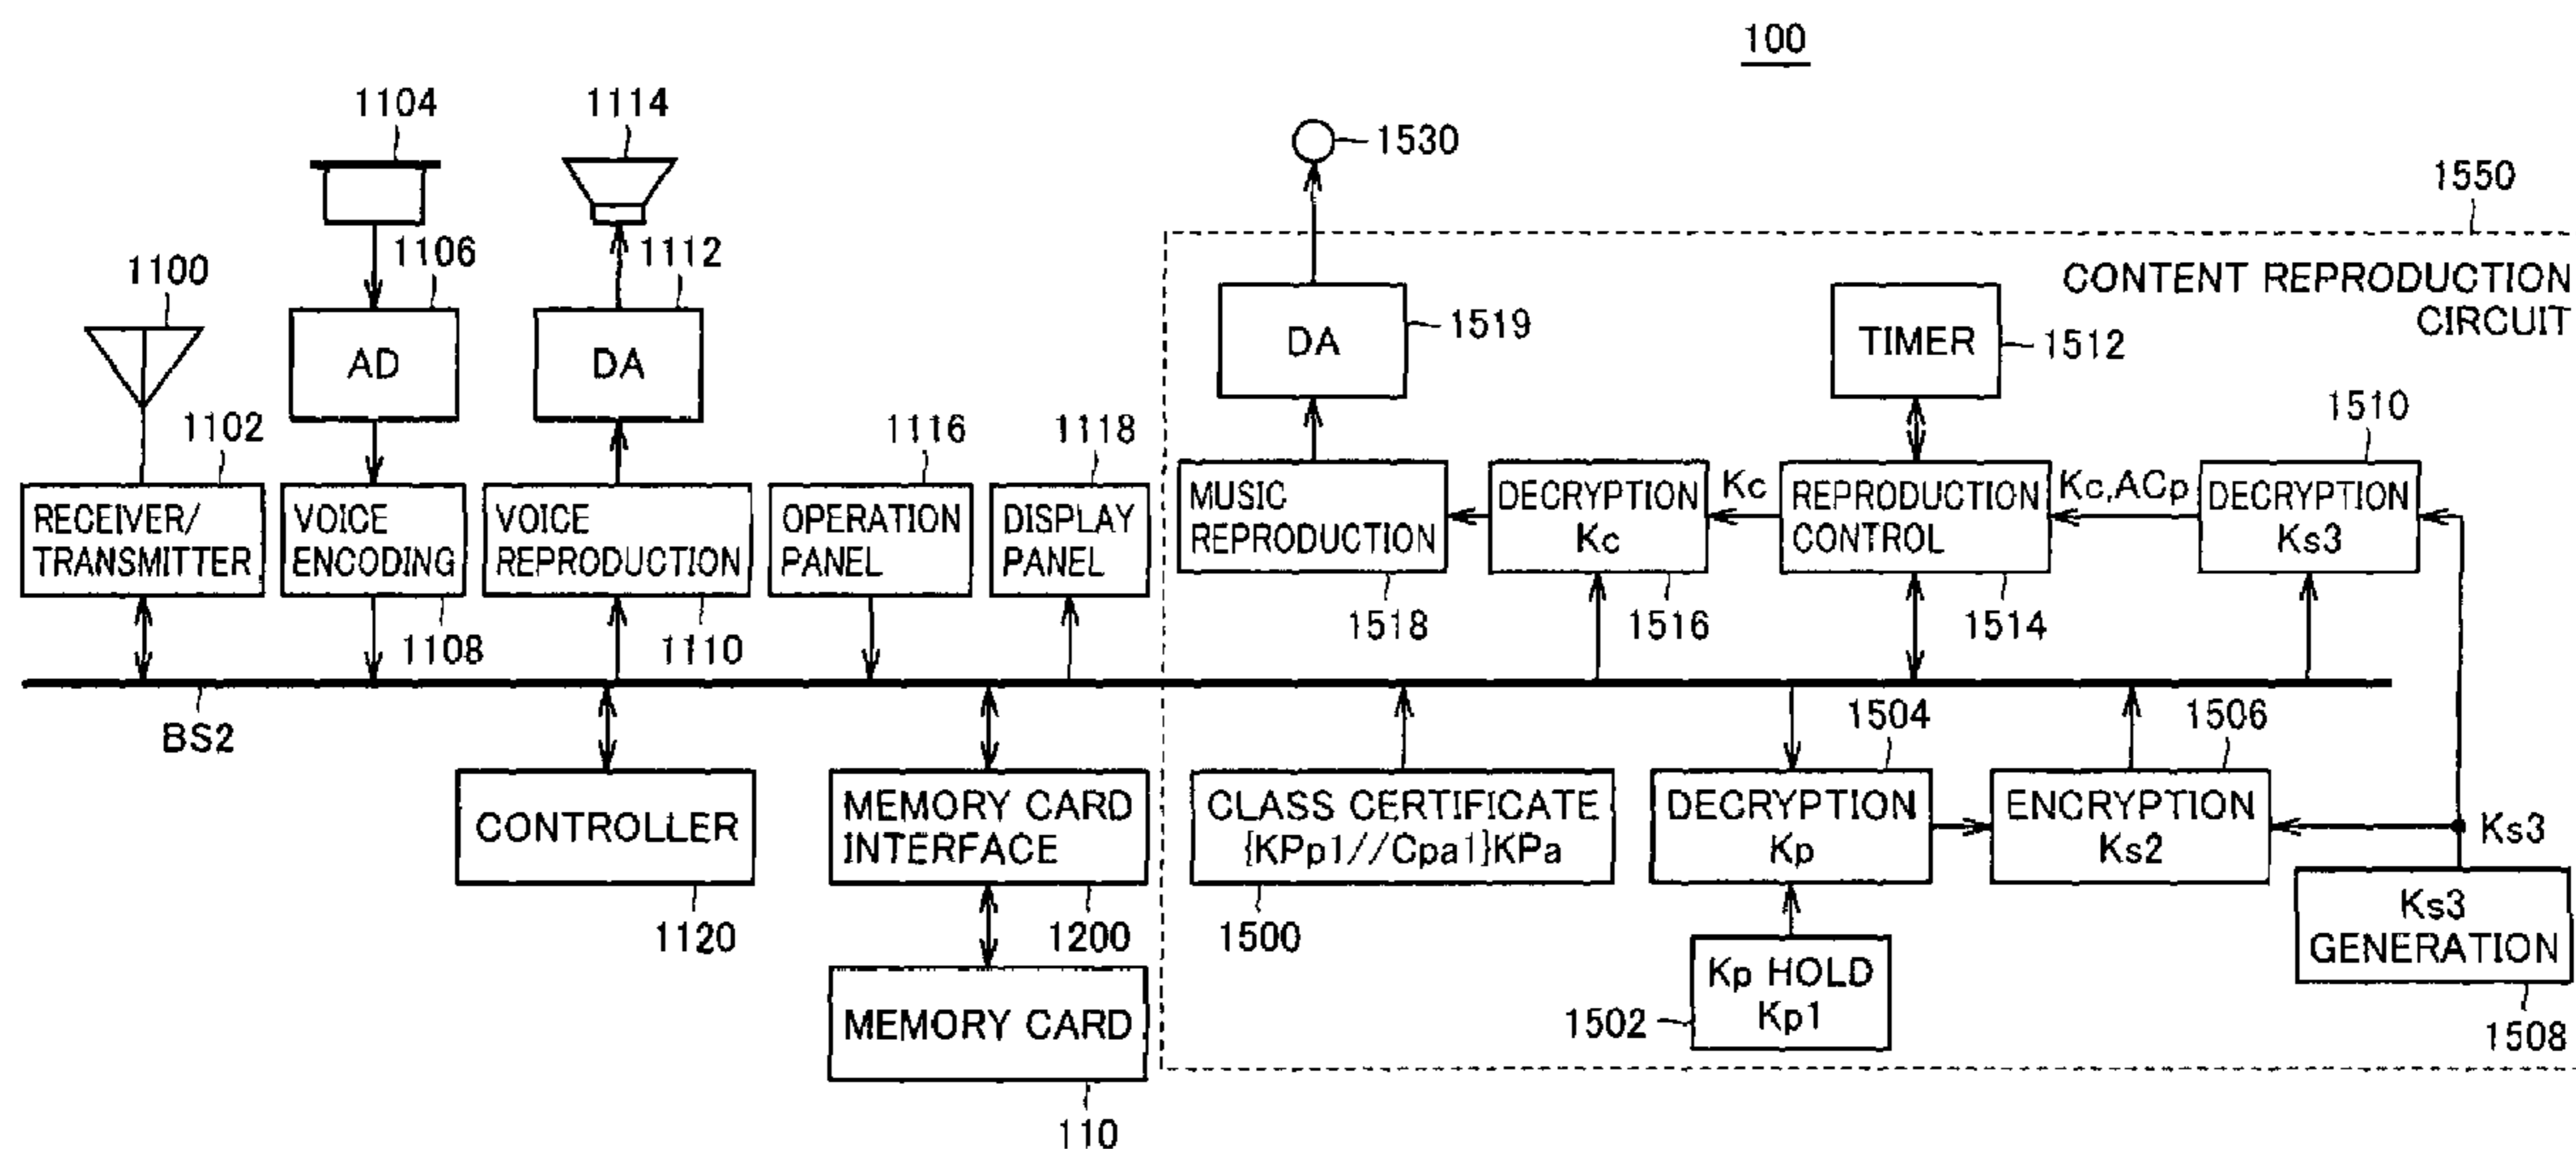 100
1104
1114
1530
1550
1100
1106
1112
CONTENT REPRODUCTION
CIRCUIT
AD
DA
DA
1519
TIMER
1512
1102
1116
1118
1510
RECEIVER/
TRANSMITTER
VOICE
ENCODING
VOICE
REPRODUCTION
OPERATION
PANEL
DISPLAY
PANEL
MUSIC
REPRODUCTION
DECRYPTION
Kc
Kc
REPRODUCTION
CONTROL
Kc,ACp
DECRYPTION
Ks3
1108
1110
1518
1516
1514
BS2
1504
1506
CONTROLLER
MEMORY CARD
INTERFACE
CLASS CERTIFICATE
{KPp1//Cpa1}KPa
DECRYPTION
Kp
ENCRYPTION
Ks2
Ks3
1120
1200
1500
Ks3
GENERATION
MEMORY CARD
Kp HOLD
Kp1
1502
1508
110